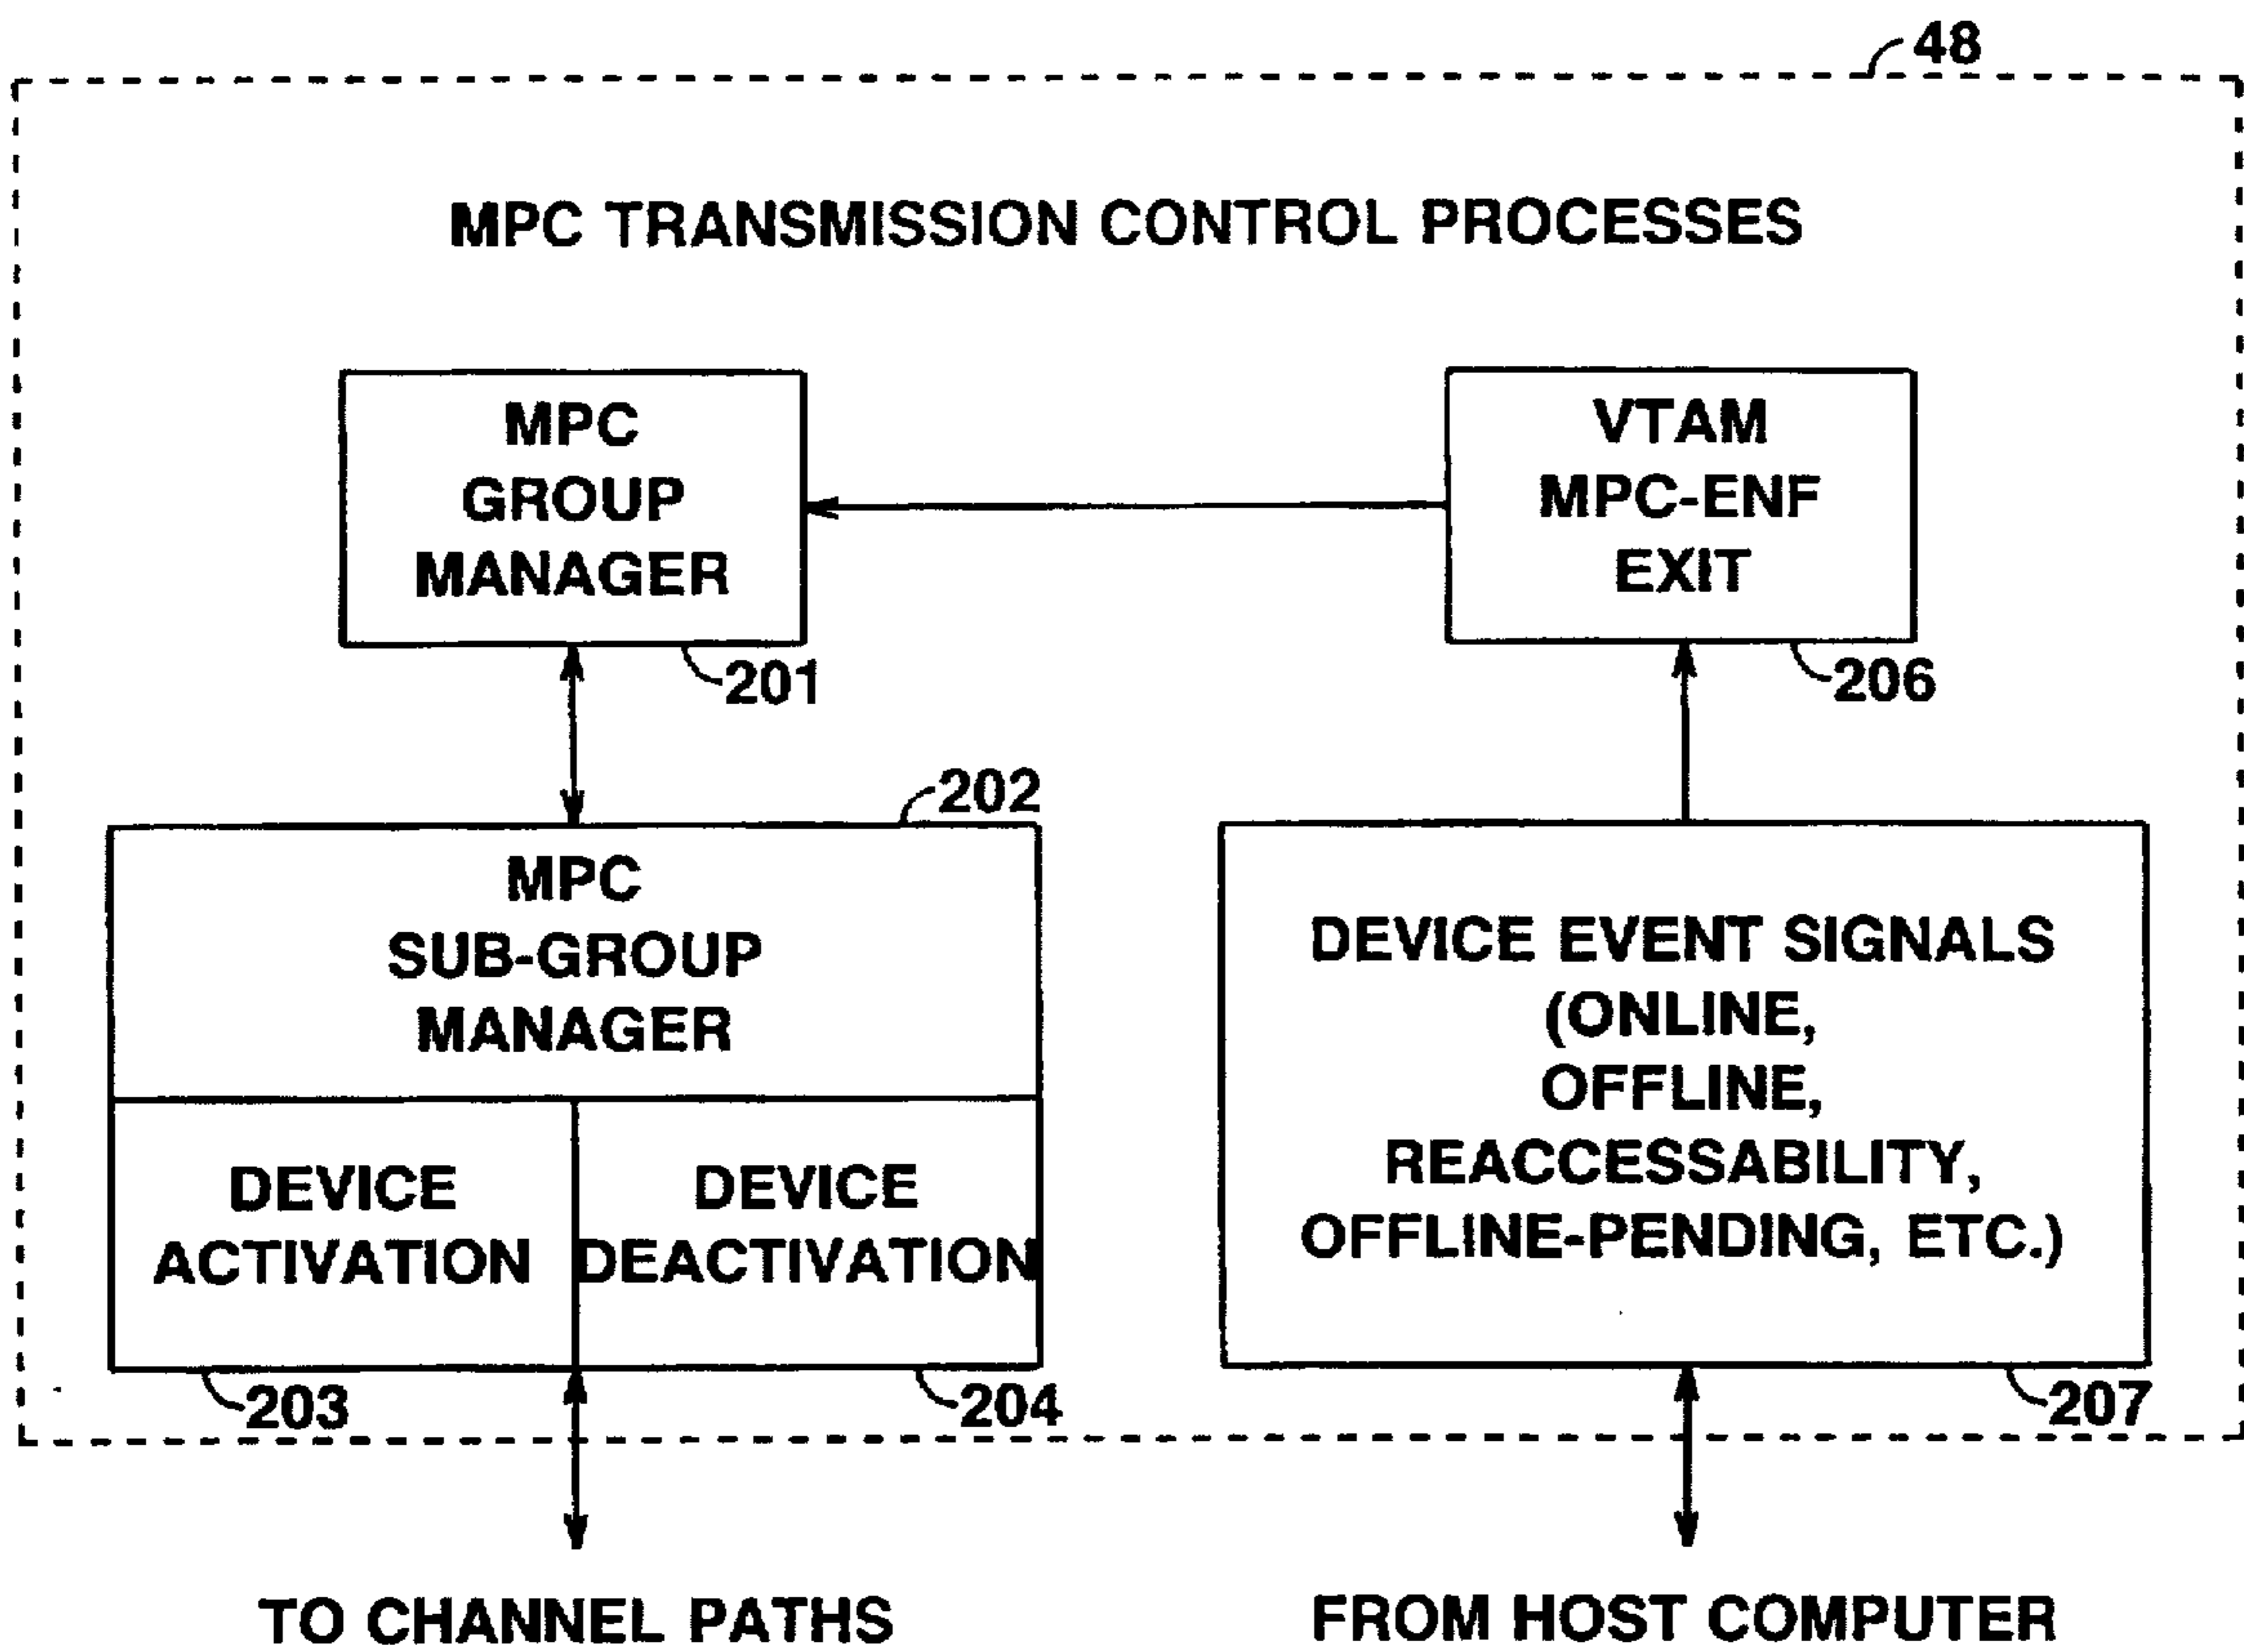 48
MPC TRANSMISSION CONTROL PROCESSES
MPC
GROUP
MANAGER
201
VTAM
MPC-ENF
EXIT
206
202
MPC
SUB-GROUP
MANAGER
DEVICE
ACTIVATION
203
DEVICE
DEACTIVATION
204
DEVICE EVENT SIGNALS
(ONLINE,
OFFLINE,
REACCESSABILITY,
OFFLINE-PENDING, ETC.)
207
TO CHANNEL PATHS
FROM HOST COMPUTER